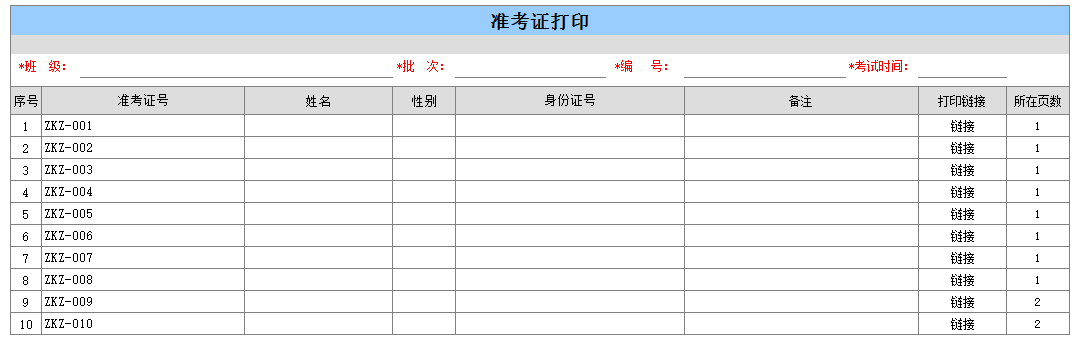 准考证打印
*班 级： *批 次： *编 号： *考试时间：
序号 准考证号 姓名 性别 身份证号 备注 打印链接 所在页数
1 ZKZ-001 链接 1
2 ZKZ-002 链接 1
3 ZKZ-003 链接 1
4 ZKZ-004 链接 1
5 ZKZ-005 链接 1
6 ZKZ-006 链接 1
7 ZKZ-007 链接 1
8 ZKZ-008 链接 1
9 ZKZ-009 链接 2
10 ZKZ-010 链接 2